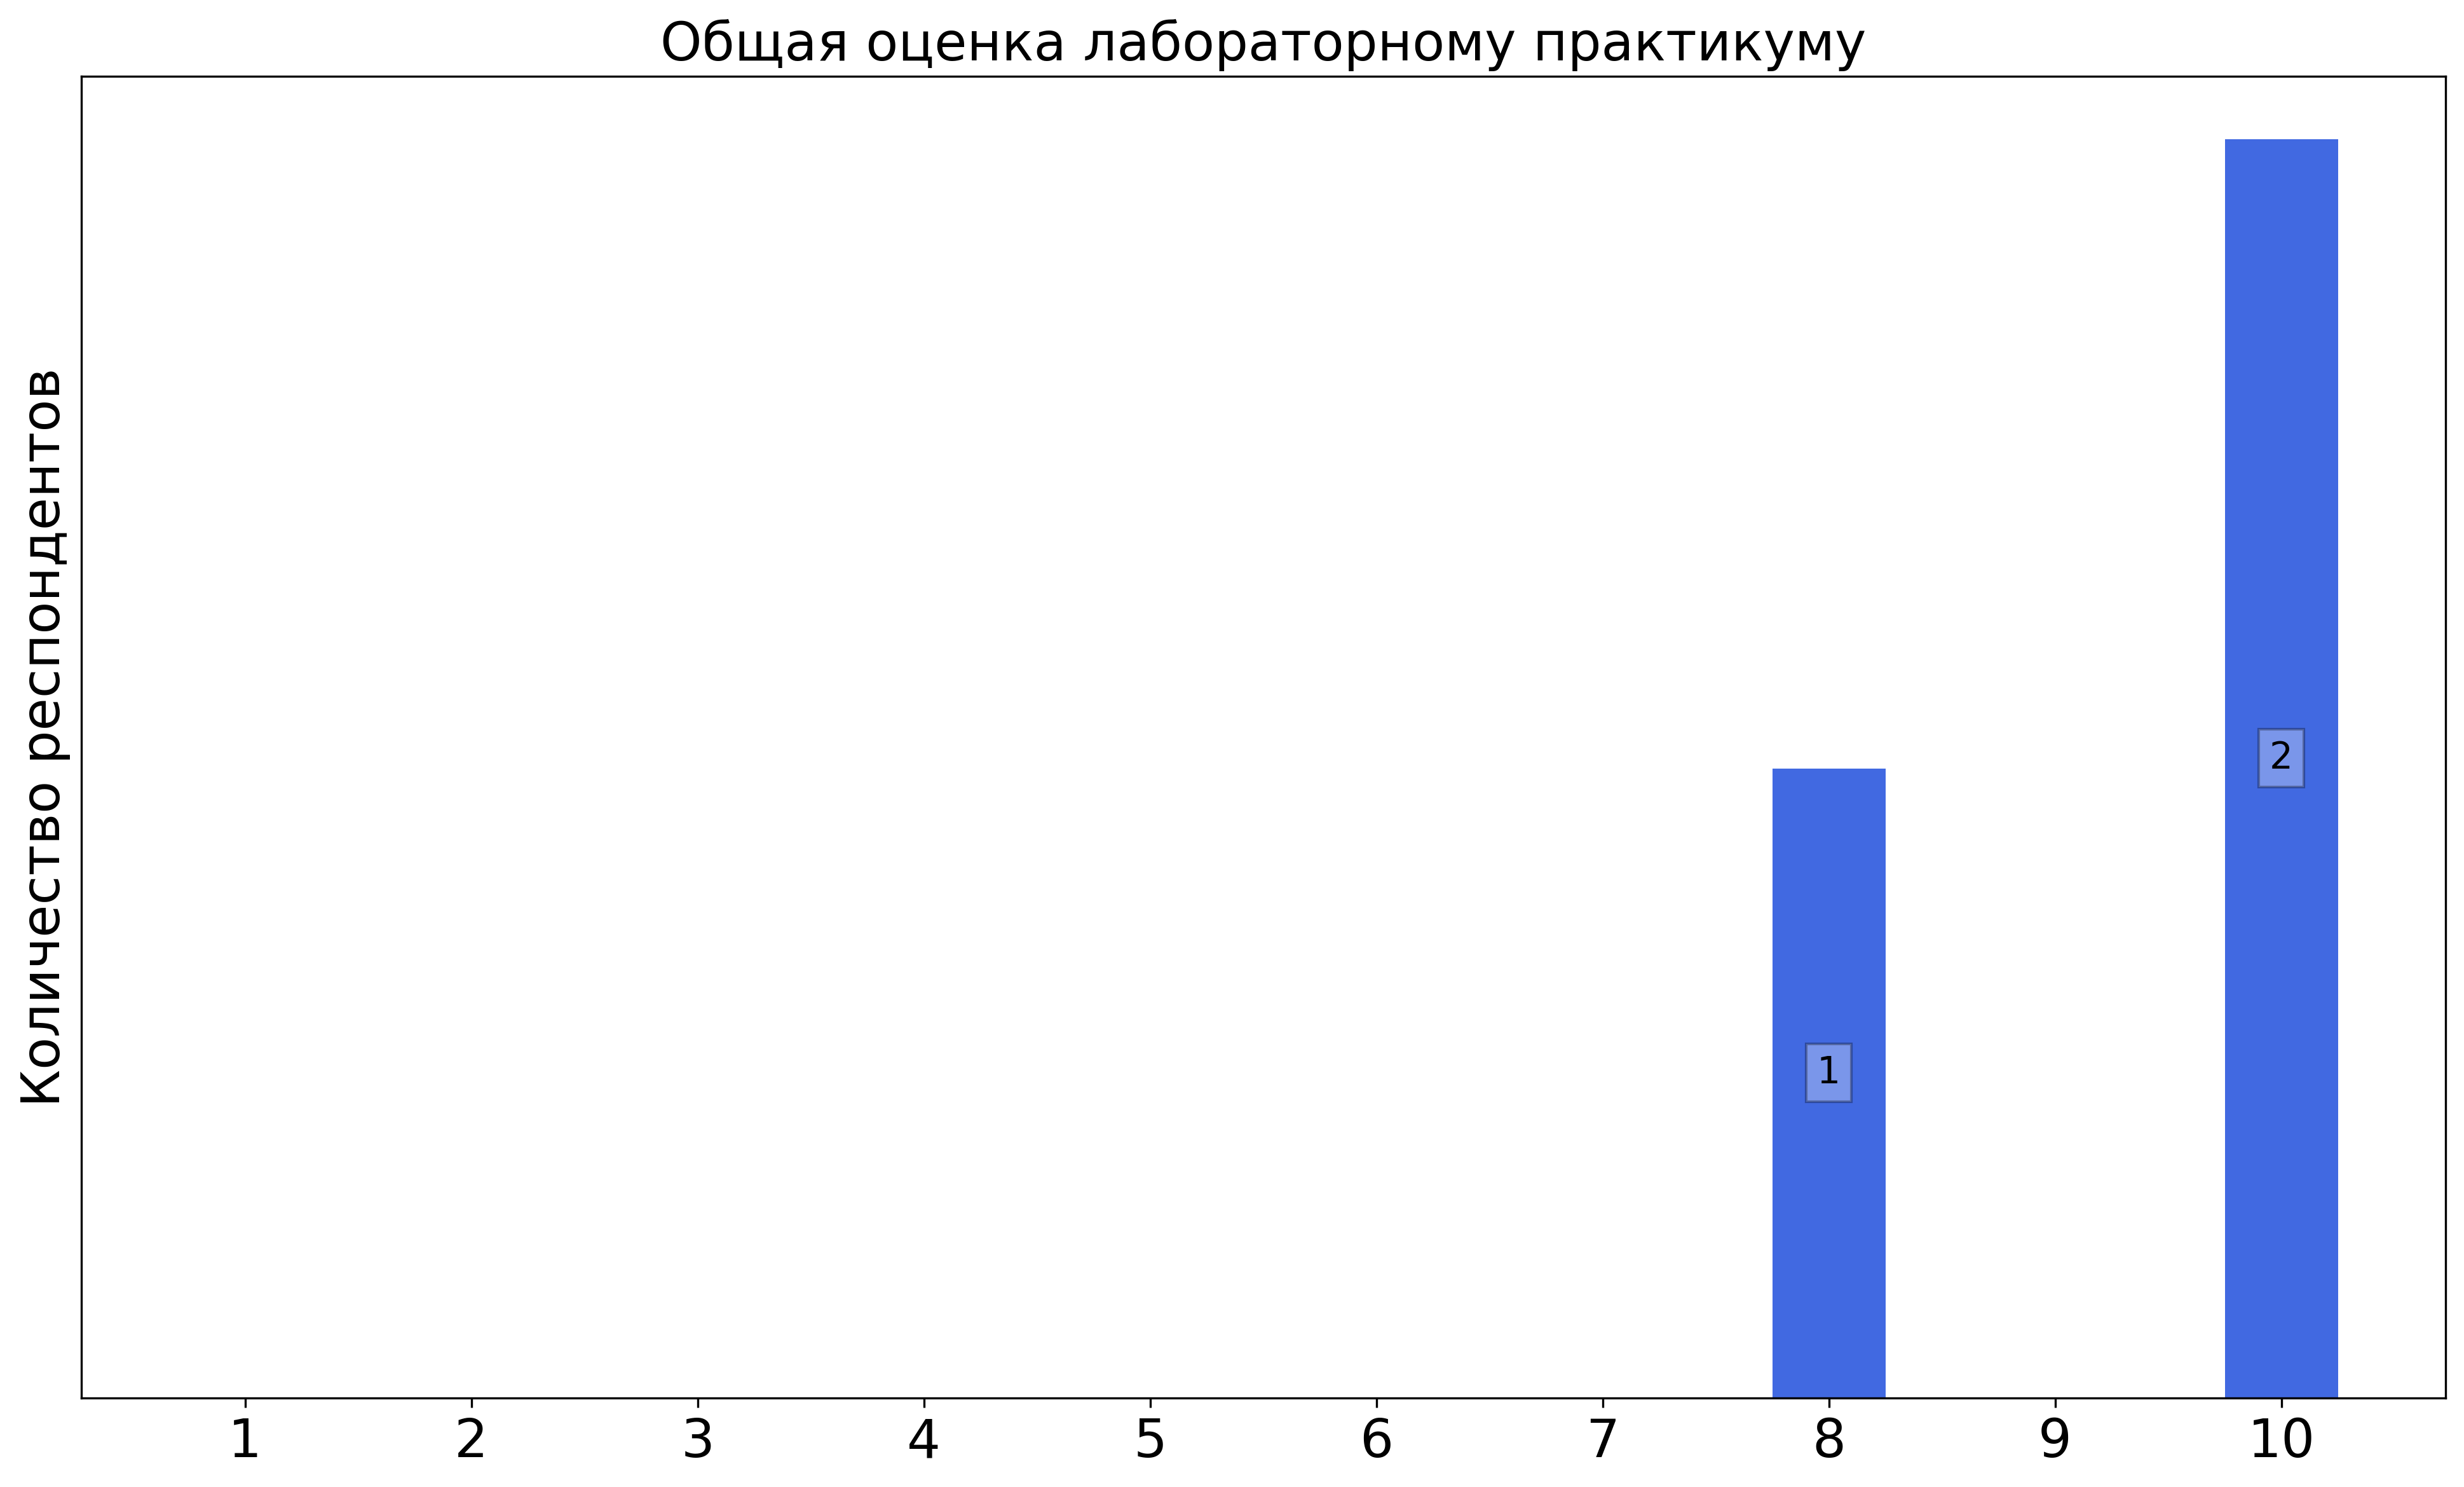 Общая оценка лабораторному практикуму
Количество респондентов
2
1
1 2 3 4 5 6 7 8 9 10